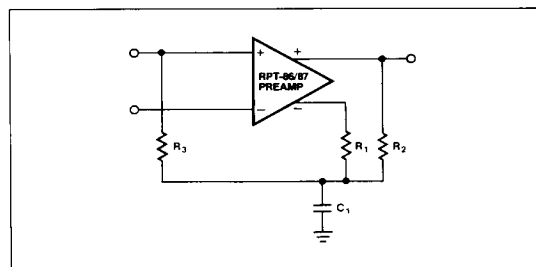 + +
RPT-86/87
PREAMP
− −
R3 R1 R2
C1